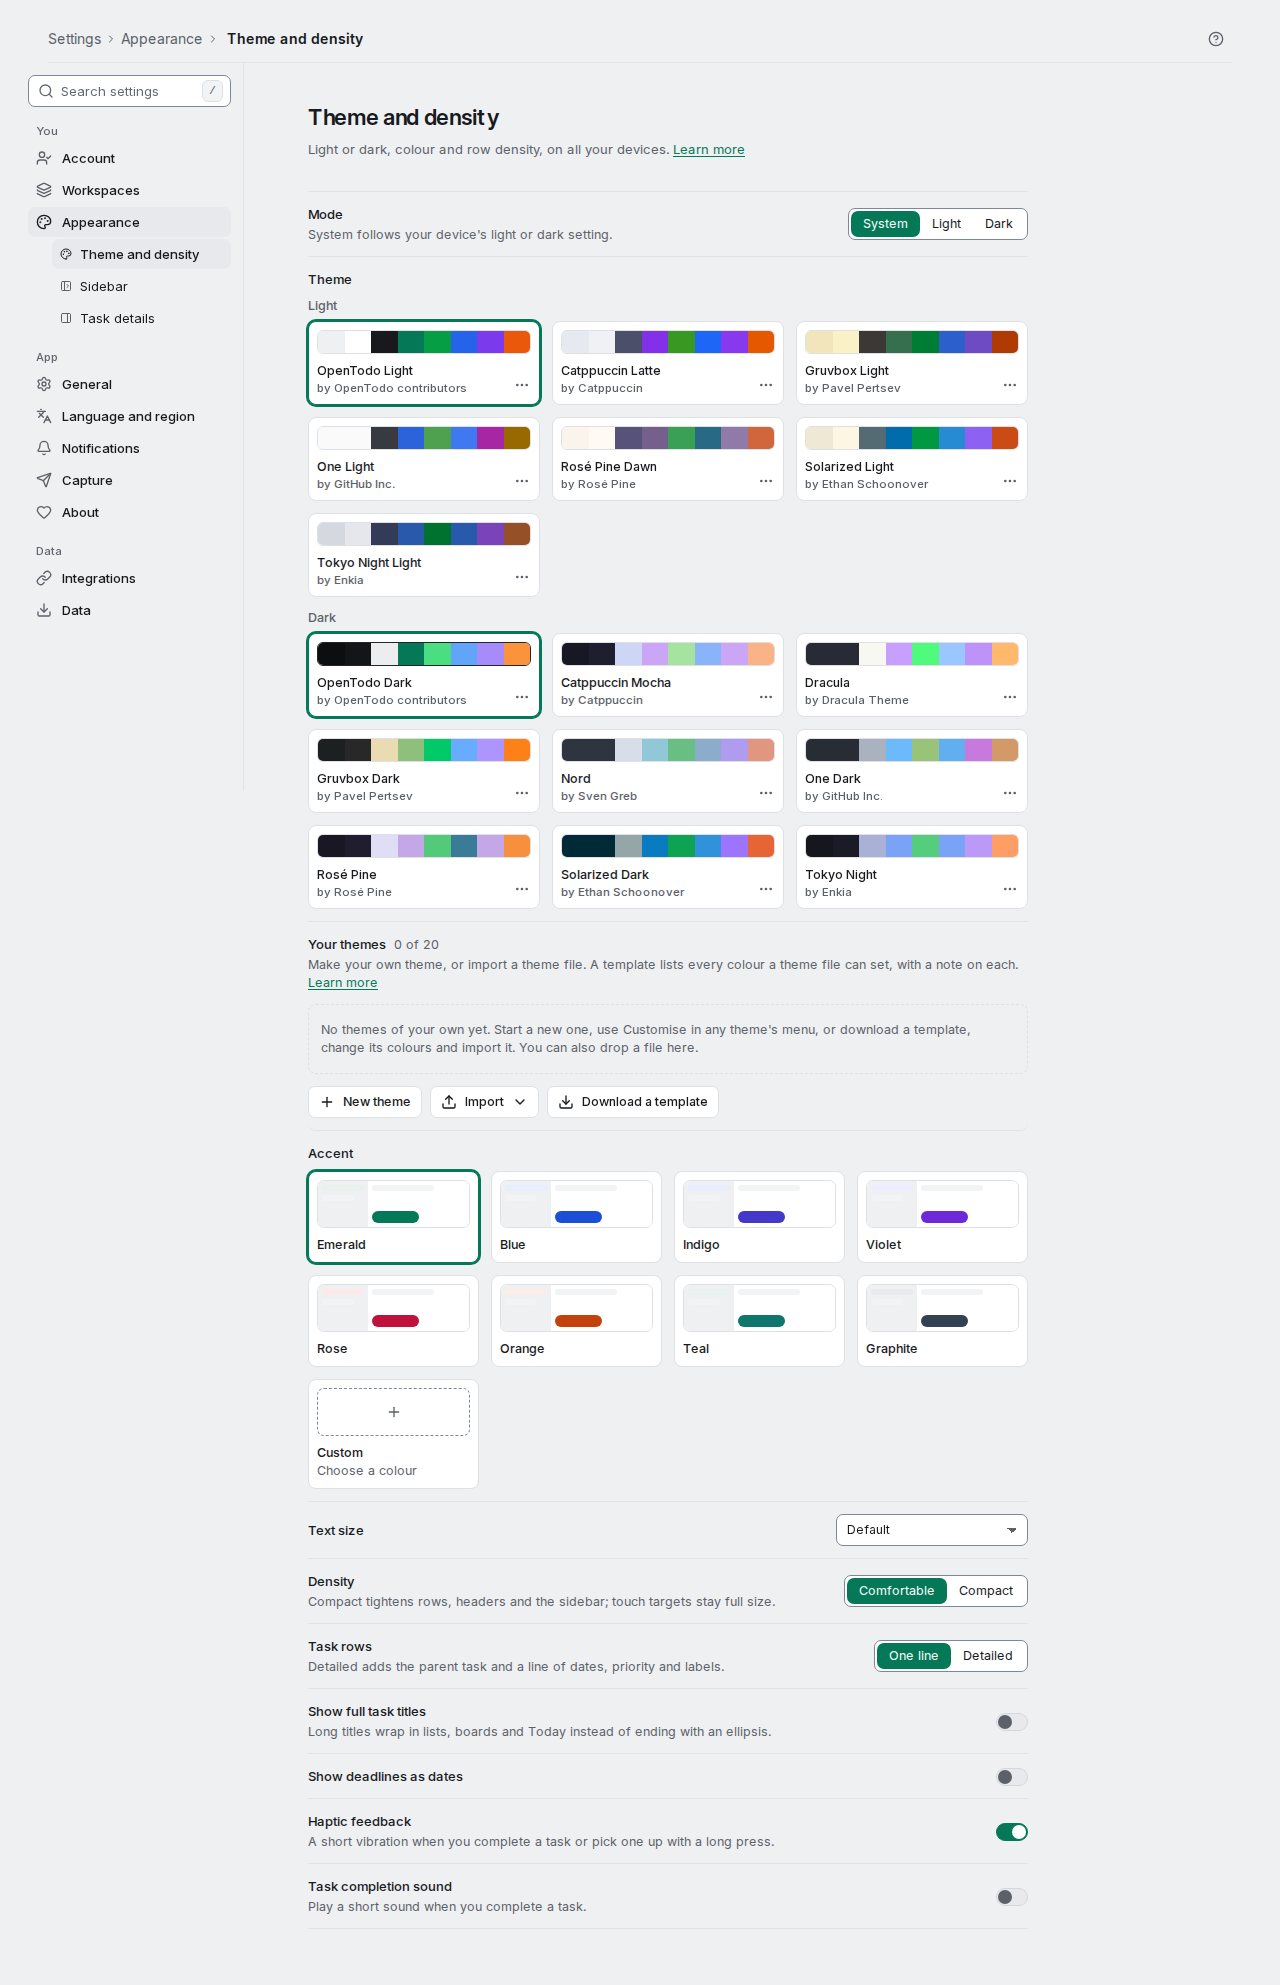 Settings > Appearance > Theme and density
Search settings /
You
Account
Workspaces
Appearance
Theme and density
Sidebar
Task details
App
General
Language and region
Notifications
Capture
About
Data
Integrations
Data
Theme and density
Light or dark, colour and row density, on all your devices. Learn more
Mode
System follows your device's light or dark setting.
System Light Dark
Theme
Light
OpenTodo Light
by OpenTodo contributors
Catppuccin Latte
by Catppuccin
Gruvbox Light
by Pavel Pertsev
One Light
by GitHub Inc.
Rosé Pine Dawn
by Rosé Pine
Solarized Light
by Ethan Schoonover
Tokyo Night Light
by Enkia
Dark
OpenTodo Dark
by OpenTodo contributors
Catppuccin Mocha
by Catppuccin
Dracula
by Dracula Theme
Gruvbox Dark
by Pavel Pertsev
Nord
by Sven Greb
One Dark
by GitHub Inc.
Rosé Pine
by Rosé Pine
Solarized Dark
by Ethan Schoonover
Tokyo Night
by Enkia
Your themes 0 of 20
Make your own theme, or import a theme file. A template lists every colour a theme file can set, with a note on each.
Learn more
No themes of your own yet. Start a new one, use Customise in any theme's menu, or download a template,
change its colours and import it. You can also drop a file here.
New theme Import Download a template
Accent
Emerald
Blue
Indigo
Violet
Rose
Orange
Teal
Graphite
Custom
Choose a colour
Text size
Default
Density
Compact tightens rows, headers and the sidebar; touch targets stay full size.
Comfortable Compact
Task rows
Detailed adds the parent task and a line of dates, priority and labels.
One line Detailed
Show full task titles
Long titles wrap in lists, boards and Today instead of ending with an ellipsis.
Show deadlines as dates
Haptic feedback
A short vibration when you complete a task or pick one up with a long press.
Task completion sound
Play a short sound when you complete a task.